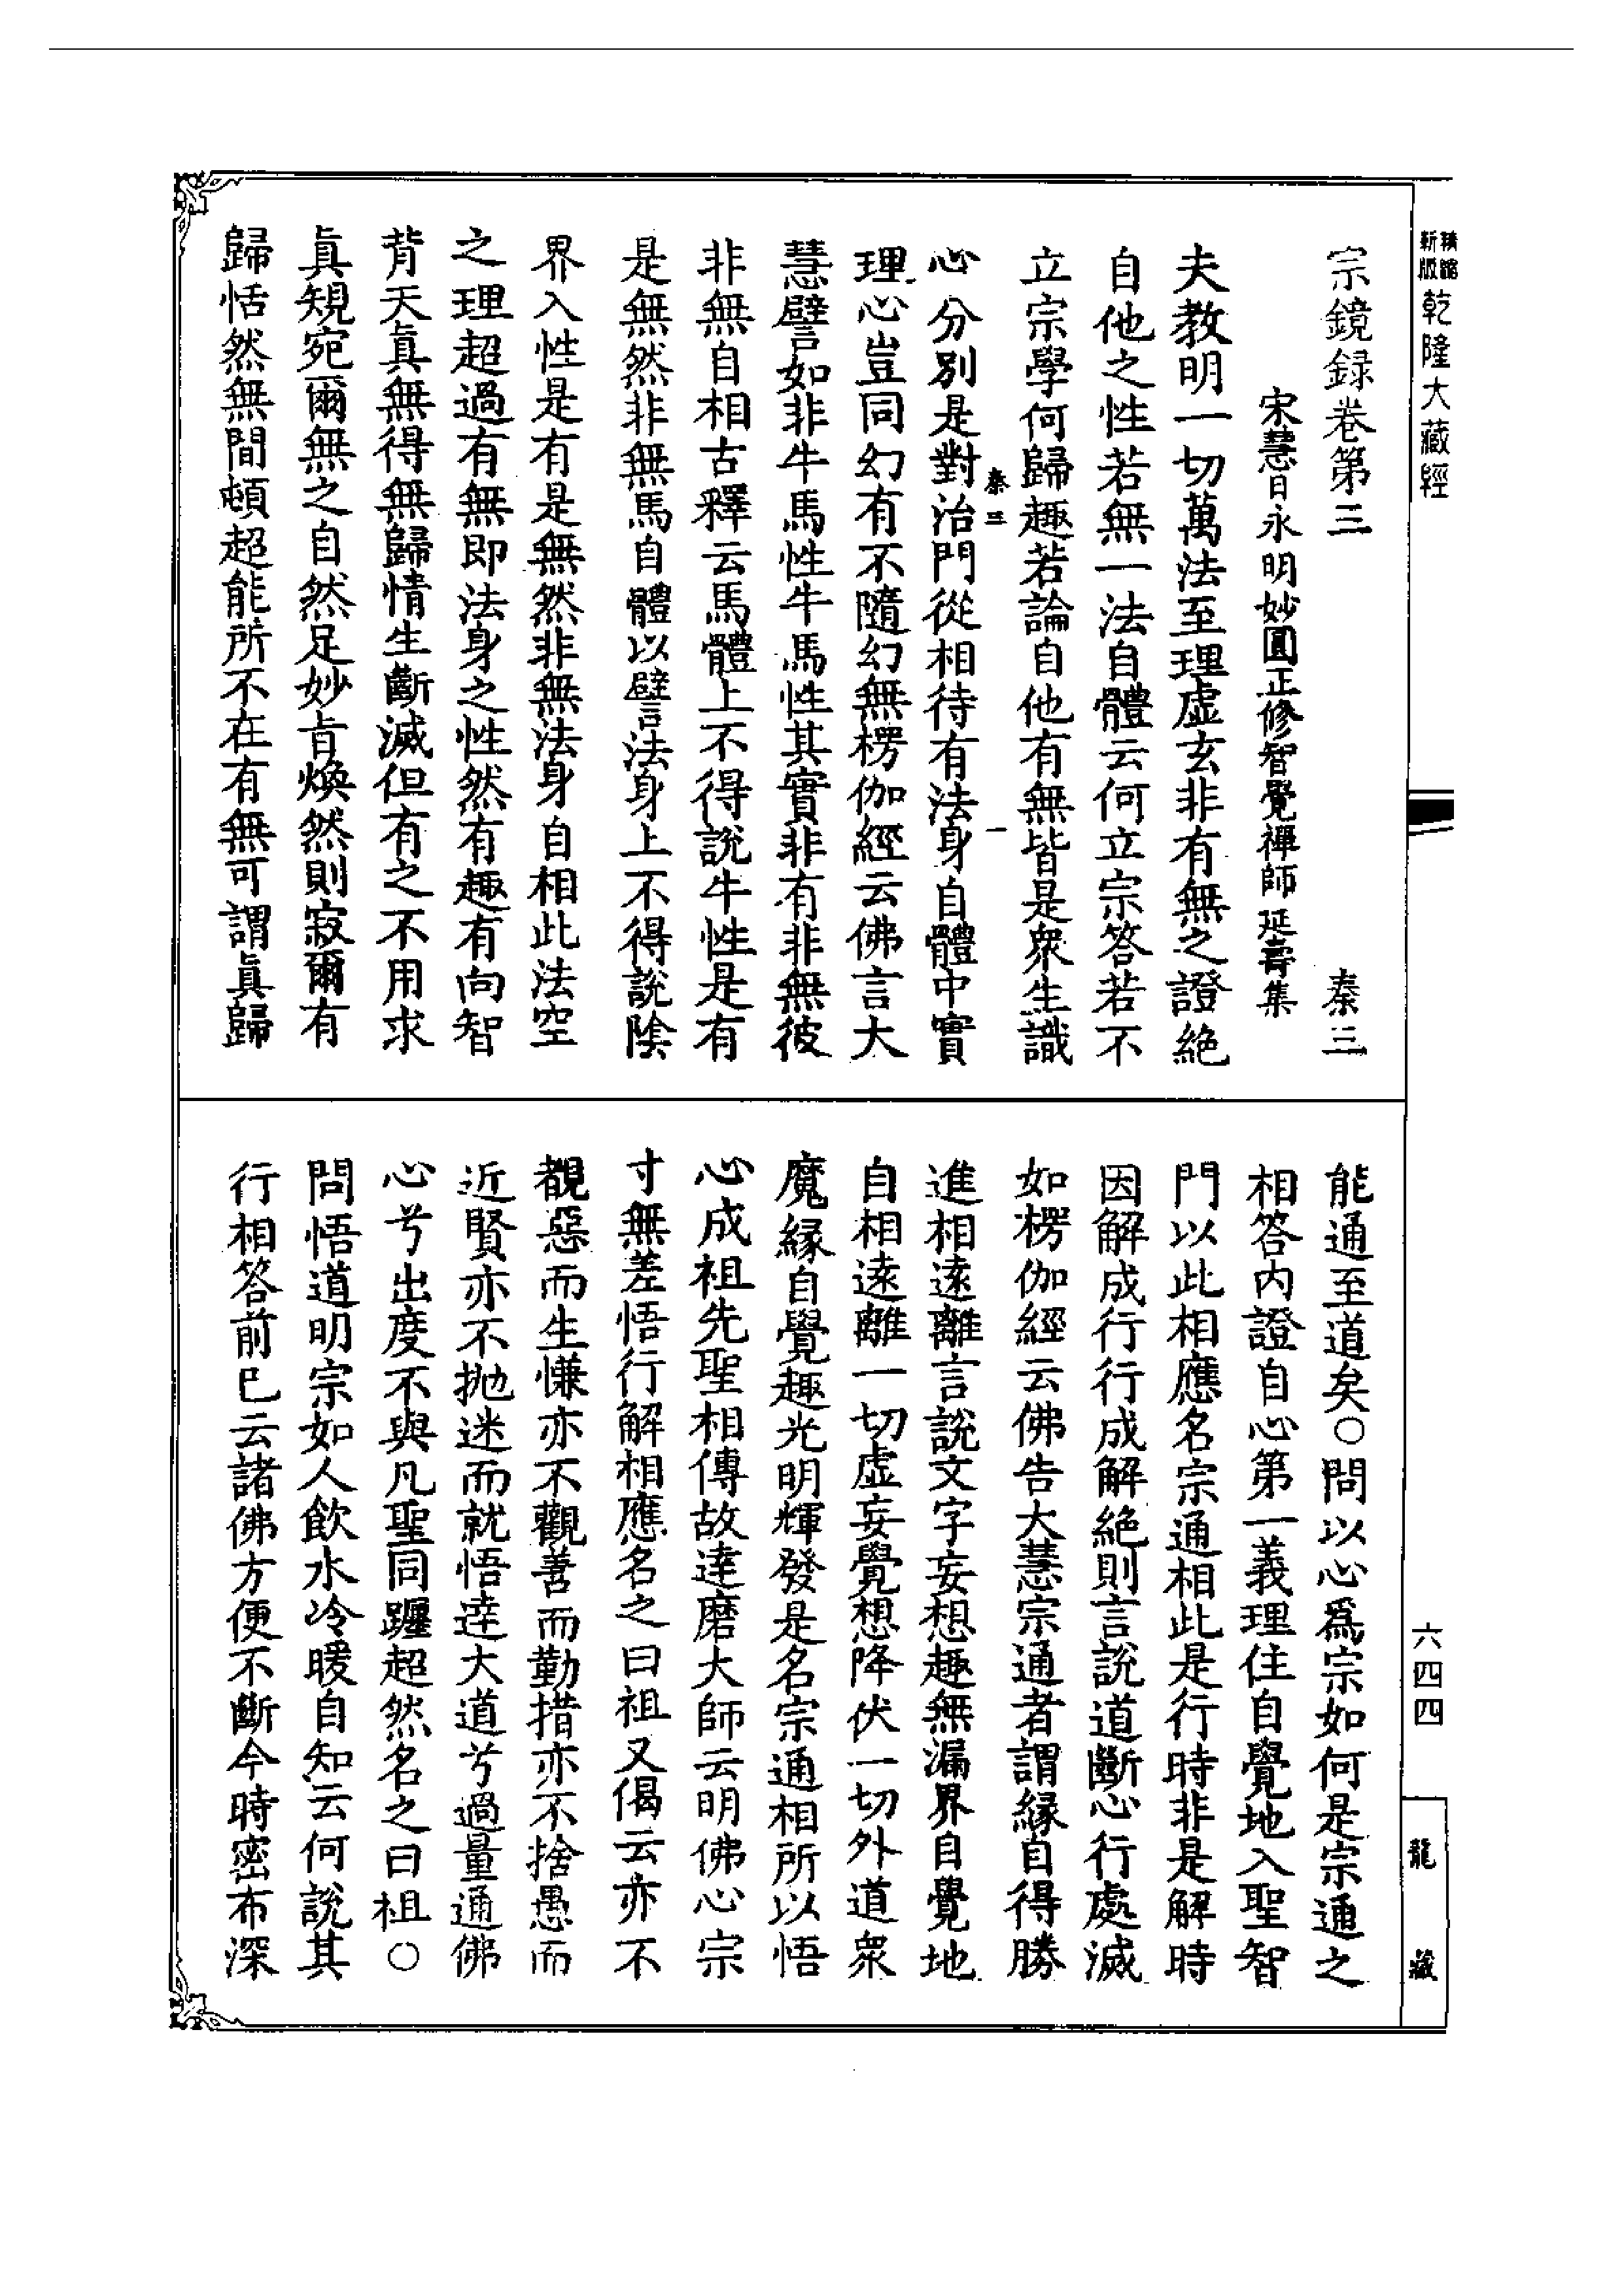 精縮新版乾隆大藏經
宗鏡録卷第三　秦三
宋慧日永明妙圓正修智覺禪師延壽集
夫教明一切萬法至理虛玄非有無之證絶
自他之性若無一法自體云何立宗答若不
立宗學何歸趣若論自他有無皆是衆生識
秦三　一
心分別是對治門從相待有法身自體中實
理心豈同幻有不隨幻無楞伽經云佛言大
慧譬如非牛馬性牛馬性其實非有非無彼
非無自相古釋云馬體上不得説牛性是有
是無然非無馬自體以譬法身上不得説陰
界入性是有是無然非無法身自相此法空
之理超過有無即法身之性然有趣有向智
背天真無得無歸情生斷滅但有之不用求
真規宛爾無之自然足妙旨煥然則寂爾有
歸恬然無間頓超能所不在有無可謂真歸
能通至道矣○問以心爲宗如何是宗通之
相答内證自心第一義理住自覺地入聖智
門以此相應名宗通相此是行時非是解時
因解成行行成解絶則言説道斷心行處滅
如楞伽經云佛告大慧宗通者謂緣自得勝
進相遠離言説文字妄想趣無漏界自覺地
自相遠離一切虛妄覺想降伏一切外道衆
魔緣自覺趣光明輝發是名宗通相所以悟
心成祖先聖相傳故達磨大師云明佛心宗
寸無差悟行解相應名之曰祖又偈云亦不
覩惡而生慊亦不觀善而勤措亦不捨愚而
近賢亦不抛迷而就悟達大道兮過量通佛
心兮出度不與凡聖同躔超然名之曰祖○
問悟道明宗如人飲水冷暖自知云何説其
行相答前已云諸佛方便不斷今時密布深
六四四
龍藏